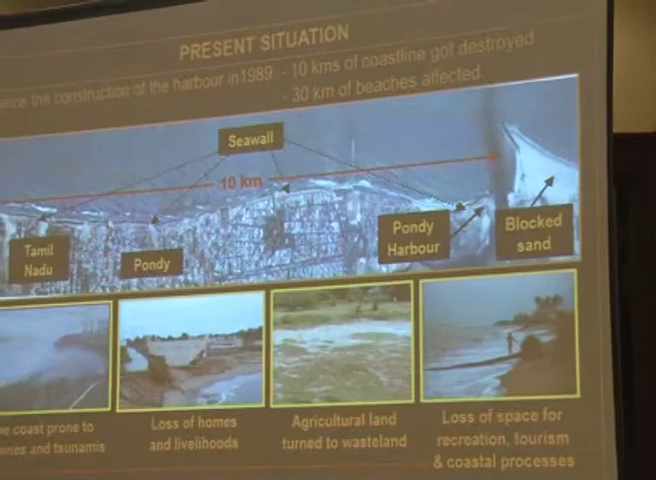 PRESENT SITUATION
the construction of the harbour in1989 - 10 kms of coastline got destroyed
- 30 km of beaches affected.
Seawall
10 km
Tamil
Nadu
Pondy
Pondy
Harbour
Blocked
sand
coast prone to
and tsunamis
Loss of homes
and livelihoods
Agricultural land
turned to wasteland
Loss of space for
recreation, tourism
& coastal processes